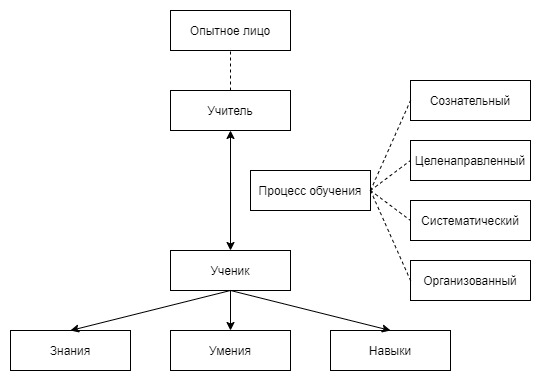 Опытное лицо
Учитель
Сознательный
Целенаправленный
Процесс обучения
Систематический
Ученик
Организованный
Знания
Умения
Навыки